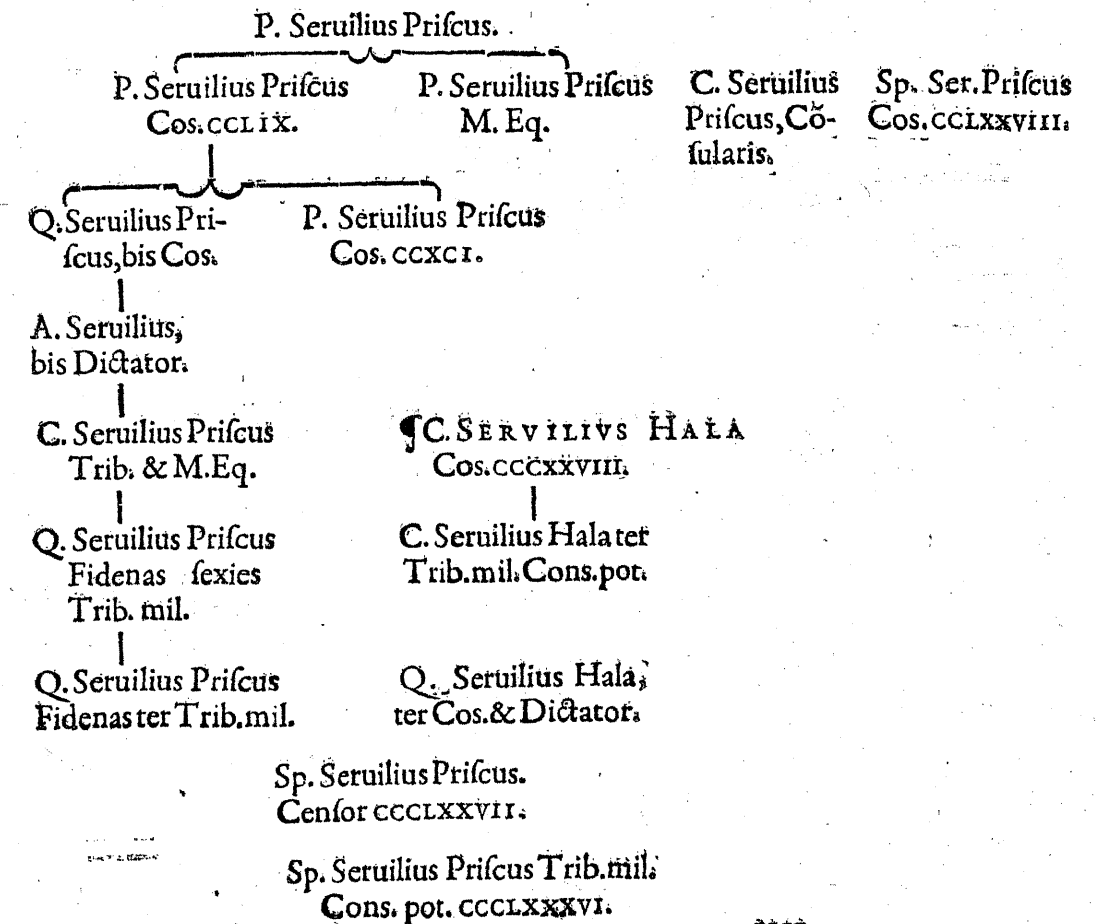 P. Seruilius Priſcus.
P. Seruilius Priſcus
Cos. CCLIX.
P. Seruilius Priſcus
M. Eq.
C. Seruilius
Priſcus, Cõ-
ſularis.
Sp. Ser. Priſcus
Cos. CCLXXVIII.
Q. Seruilius Pri-
ſcus, bis Cos.
P. Seruilius Priſcus
Cos. CCXCI.
A. Seruilius,
bis Dictator.
C. Seruilius Priſcus
Trib. & M. Eq.
¶C. SERVILIVS HALA
Cos. CCCXXVIII.
Q. Seruilius Priſcus
Fidenas ſexies
Trib. mil.
C. Seruilius Hala ter
Trib. mil. Cons. pot.
Q. Seruilius Priſcus
Fidenas ter Trib. mil.
Q. Seruilius Hala,
ter Cos. & Dictator.
Sp. Seruilius Priſcus.
Cenſor CCCLXXVII.
Sp. Seruilius Priſcus Trib. mil.
Cons. pot. CCCLXXXVI.